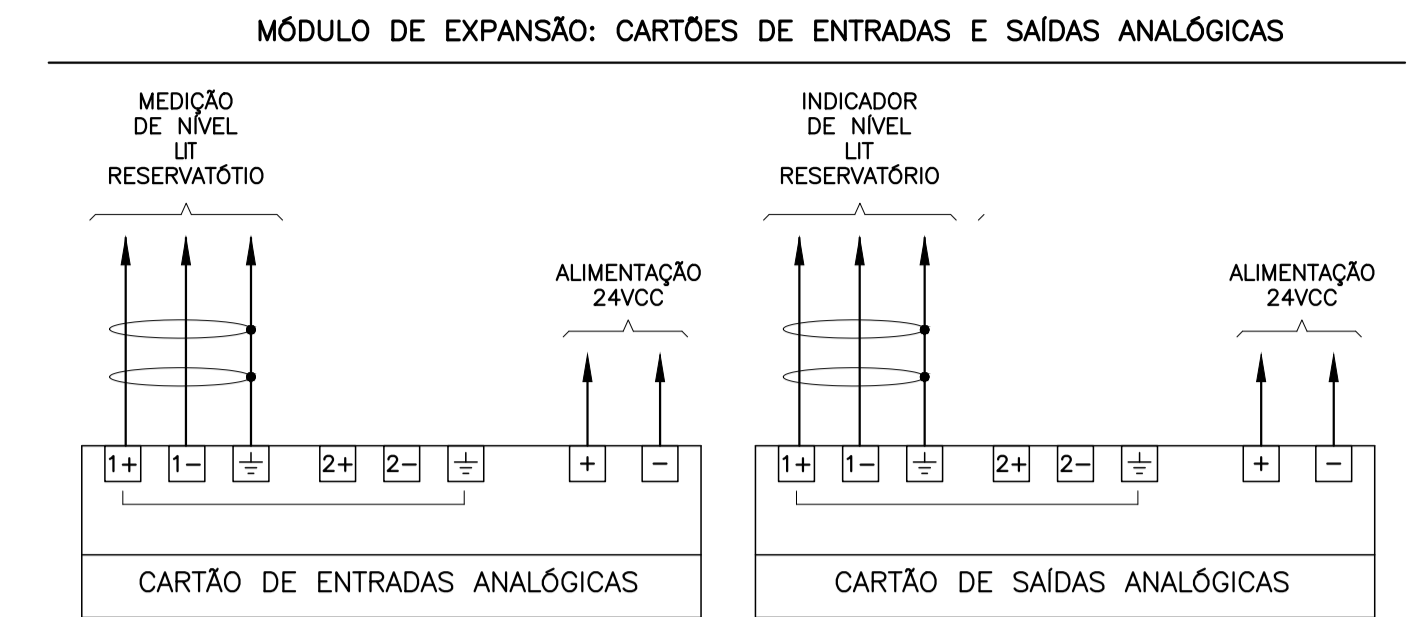 MÓDULO DE EXPANSÃO: CARTÕES DE ENTRADAS E SAÍDAS ANALÓGICAS
MEDIÇÃO
DE NÍVEL
LIT
RESERVATÓTIO
ALIMENTAÇÃO
24VCC
1+ 1- 2+ 2- + -
CARTÃO DE ENTRADAS ANALÓGICAS
INDICADOR
DE NÍVEL
LIT
RESERVATÓRIO
ALIMENTAÇÃO
24VCC
1+ 1- 2+ 2- + -
CARTÃO DE SAÍDAS ANALÓGICAS